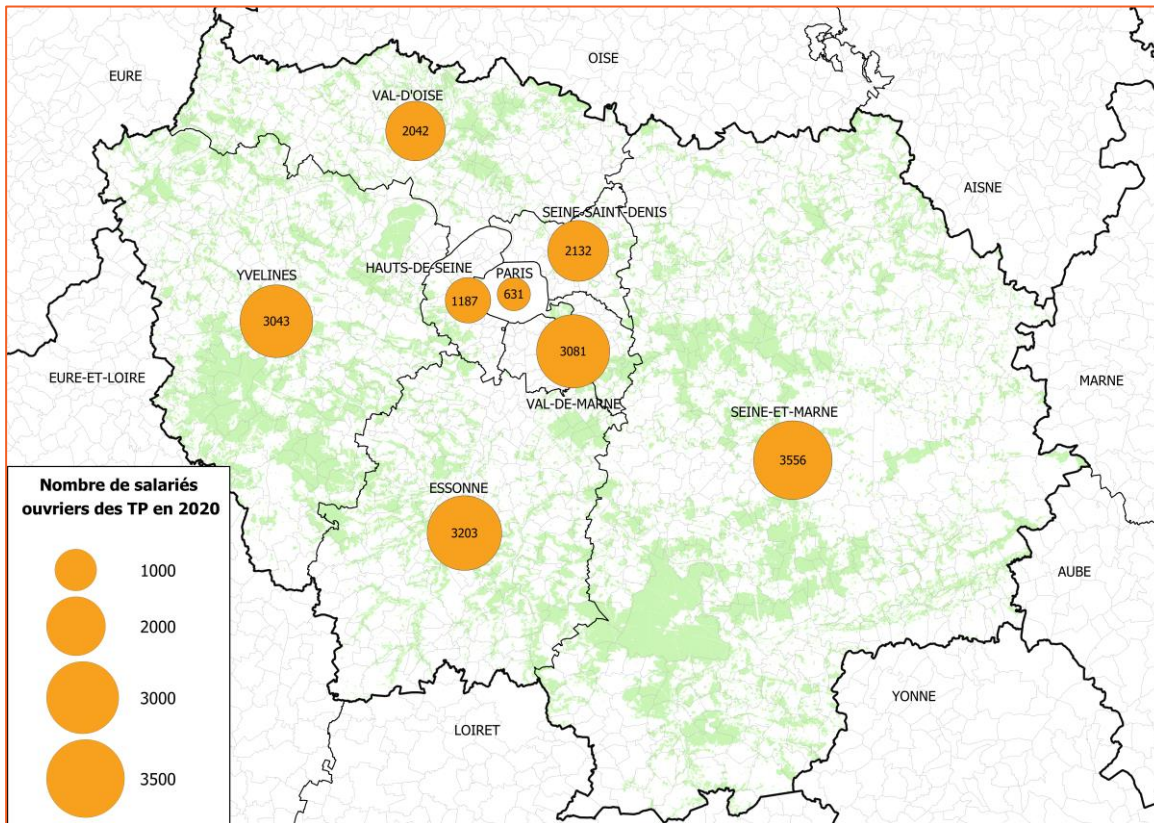 OISE
EURE
VAL-D'OISE
2042
AISNE
SEINE-SAINT-DENIS
2132
HAUTS-DE-SEINE
PARIS
YVELINES
1187
631
3043
3081
EURE-ET-LOIRE
MARNE
VAL-DE-MARNE
SEINE-ET-MARNE
3556
Nombre de salariés
ouvriers des TP en 2020
1000
2000
3000
3500
ESSONNE
3203
AUBE
YONNE
LOIRET